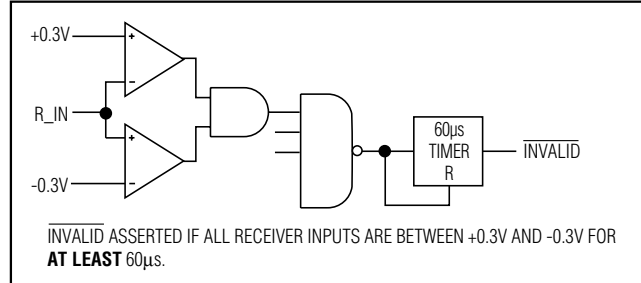 +0.3V
+
-
R_IN
+
-
-0.3V
60µs
TIMER
R
INVALID
INVALID ASSERTED IF ALL RECEIVER INPUTS ARE BETWEEN +0.3V AND -0.3V FOR
AT LEAST 60µs.